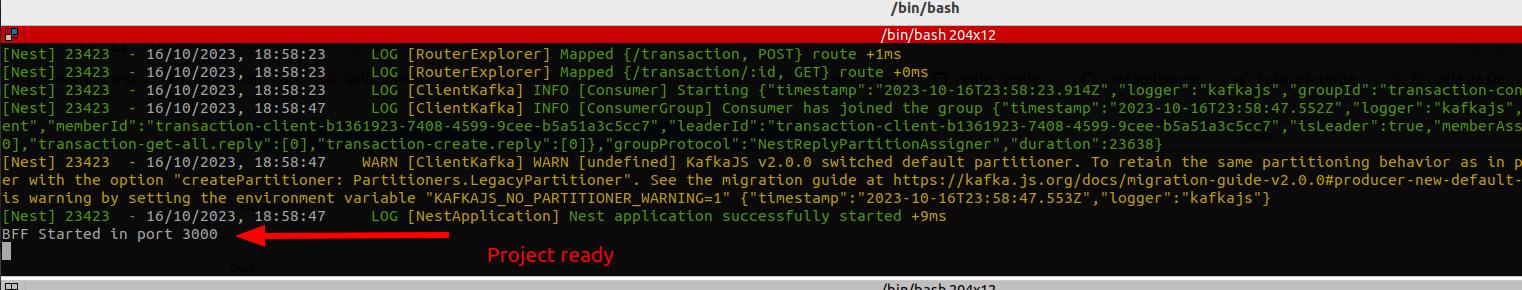 /bin/bash
/bin/bash 204x12
[Nest] 23423  - 16/10/2023, 18:58:23     LOG [RouterExplorer] Mapped {/transaction, POST} route +1ms
[Nest] 23423  - 16/10/2023, 18:58:23     LOG [RouterExplorer] Mapped {/transaction/:id, GET} route +0ms
[Nest] 23423  - 16/10/2023, 18:58:23     LOG [ClientKafka] INFO [Consumer] Starting {"timestamp":"2023-10-16T23:58:23.914Z","logger":"kafkajs","groupId":"transaction-con
[Nest] 23423  - 16/10/2023, 18:58:47     LOG [ClientKafka] INFO [ConsumerGroup] Consumer has joined the group {"timestamp":"2023-10-16T23:58:47.552Z","logger":"kafkajs",
ent","memberId":"transaction-client-b1361923-7408-4599-9cee-b5a51a3c5cc7","leaderId":"transaction-client-b1361923-7408-4599-9cee-b5a51a3c5cc7","isLeader":true,"memberAss
0],"transaction-get-all.reply":[0],"transaction-create.reply":[0]},"groupProtocol":"NestReplyPartitionAssigner","duration":23638}
[Nest] 23423  - 16/10/2023, 18:58:47    WARN [ClientKafka] WARN [undefined] KafkaJS v2.0.0 switched default partitioner. To retain the same partitioning behavior as in p
er with the option "createPartitioner: Partitioners.LegacyPartitioner". See the migration guide at https://kafka.js.org/docs/migration-guide-v2.0.0#producer-new-default-
is warning by setting the environment variable "KAFKAJS_NO_PARTITIONER_WARNING=1" {"timestamp":"2023-10-16T23:58:47.553Z","logger":"kafkajs"}
[Nest] 23423  - 16/10/2023, 18:58:47     LOG [NestApplication] Nest application successfully started +9ms
BFF Started in port 3000
Project ready
/bin/bash 204x12